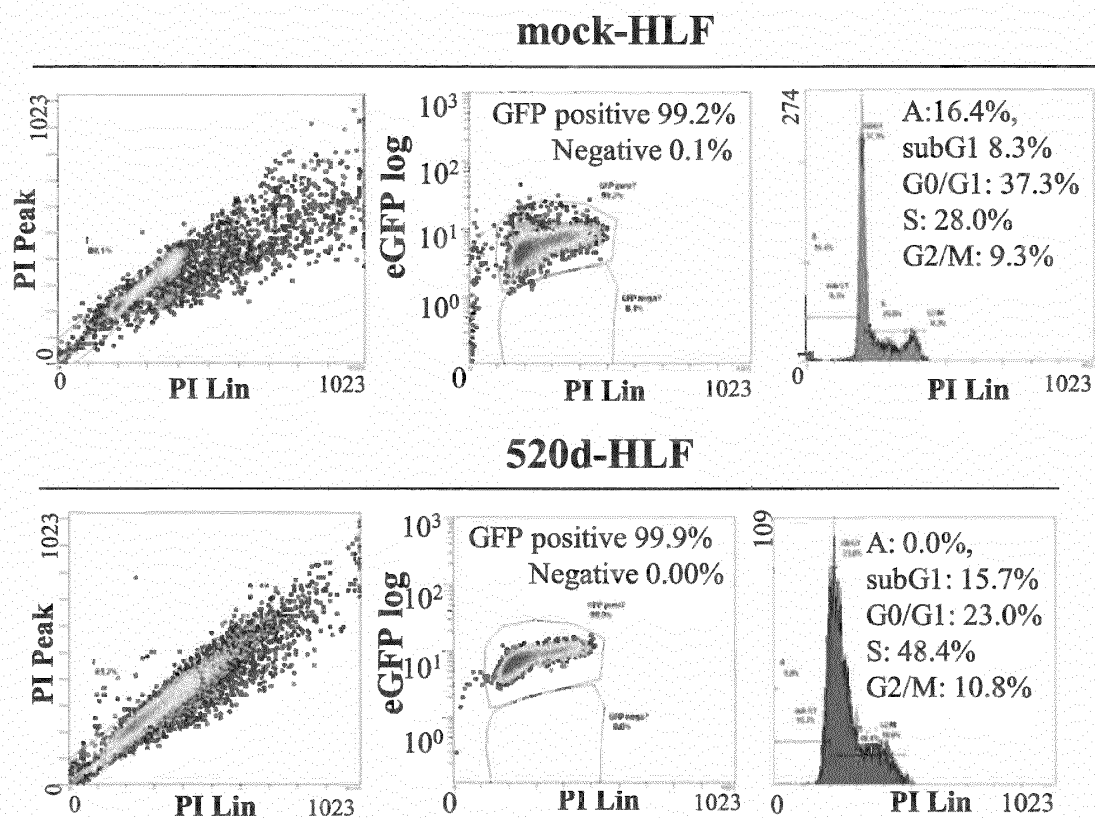 mock-HLF
1023
PI Peak
0
0
PI Lin
1023
10³
10²
10¹
10⁰
eGFP log
GFP positive 99.2%
Negative 0.1%
0
PI Lin
1023
274
1
A:16.4%,
subG1 8.3%
G0/G1: 37.3%
S: 28.0%
G2/M: 9.3%
0
PI Lin
1023
520d-HLF
1023
PI Peak
0
0
PI Lin
1023
10³
10²
10¹
10⁰
eGFP log
GFP positive 99.9%
Negative 0.00%
0
PI Lin
1023
109
0
A: 0.0%,
subG1: 15.7%
G0/G1: 23.0%
S: 48.4%
G2/M: 10.8%
0
PI Lin
1023